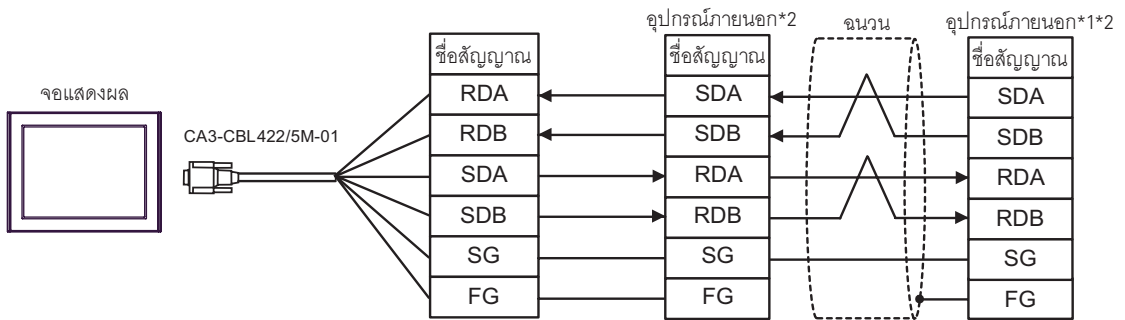 จอแสดงผล
CA3-CBL422/5M-01
ชื่อสัญญาณ
RDA
RDB
SDA
SDB
SG
FG
อุปกรณ์ภายนอก*2
ชื่อสัญญาณ
SDA
SDB
RDA
RDB
SG
FG
ฉนวน
อุปกรณ์ภายนอก*1*2
ชื่อสัญญาณ
SDA
SDB
RDA
RDB
SG
FG